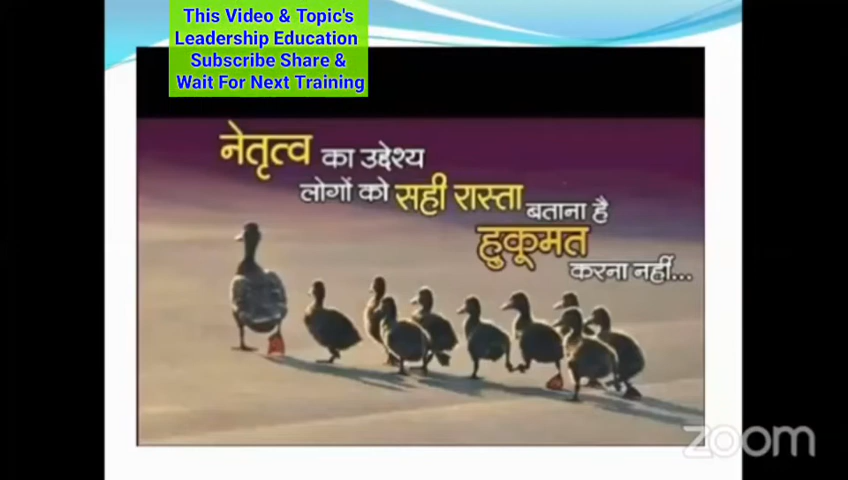 This Video & Topic's
Leadership Education
Subscribe Share &
Wait For Next Training
नेतृत्व का उद्देश्य
लोगों को सही रास्ता बताना है
हुकूमत करना नहीं...
zoom